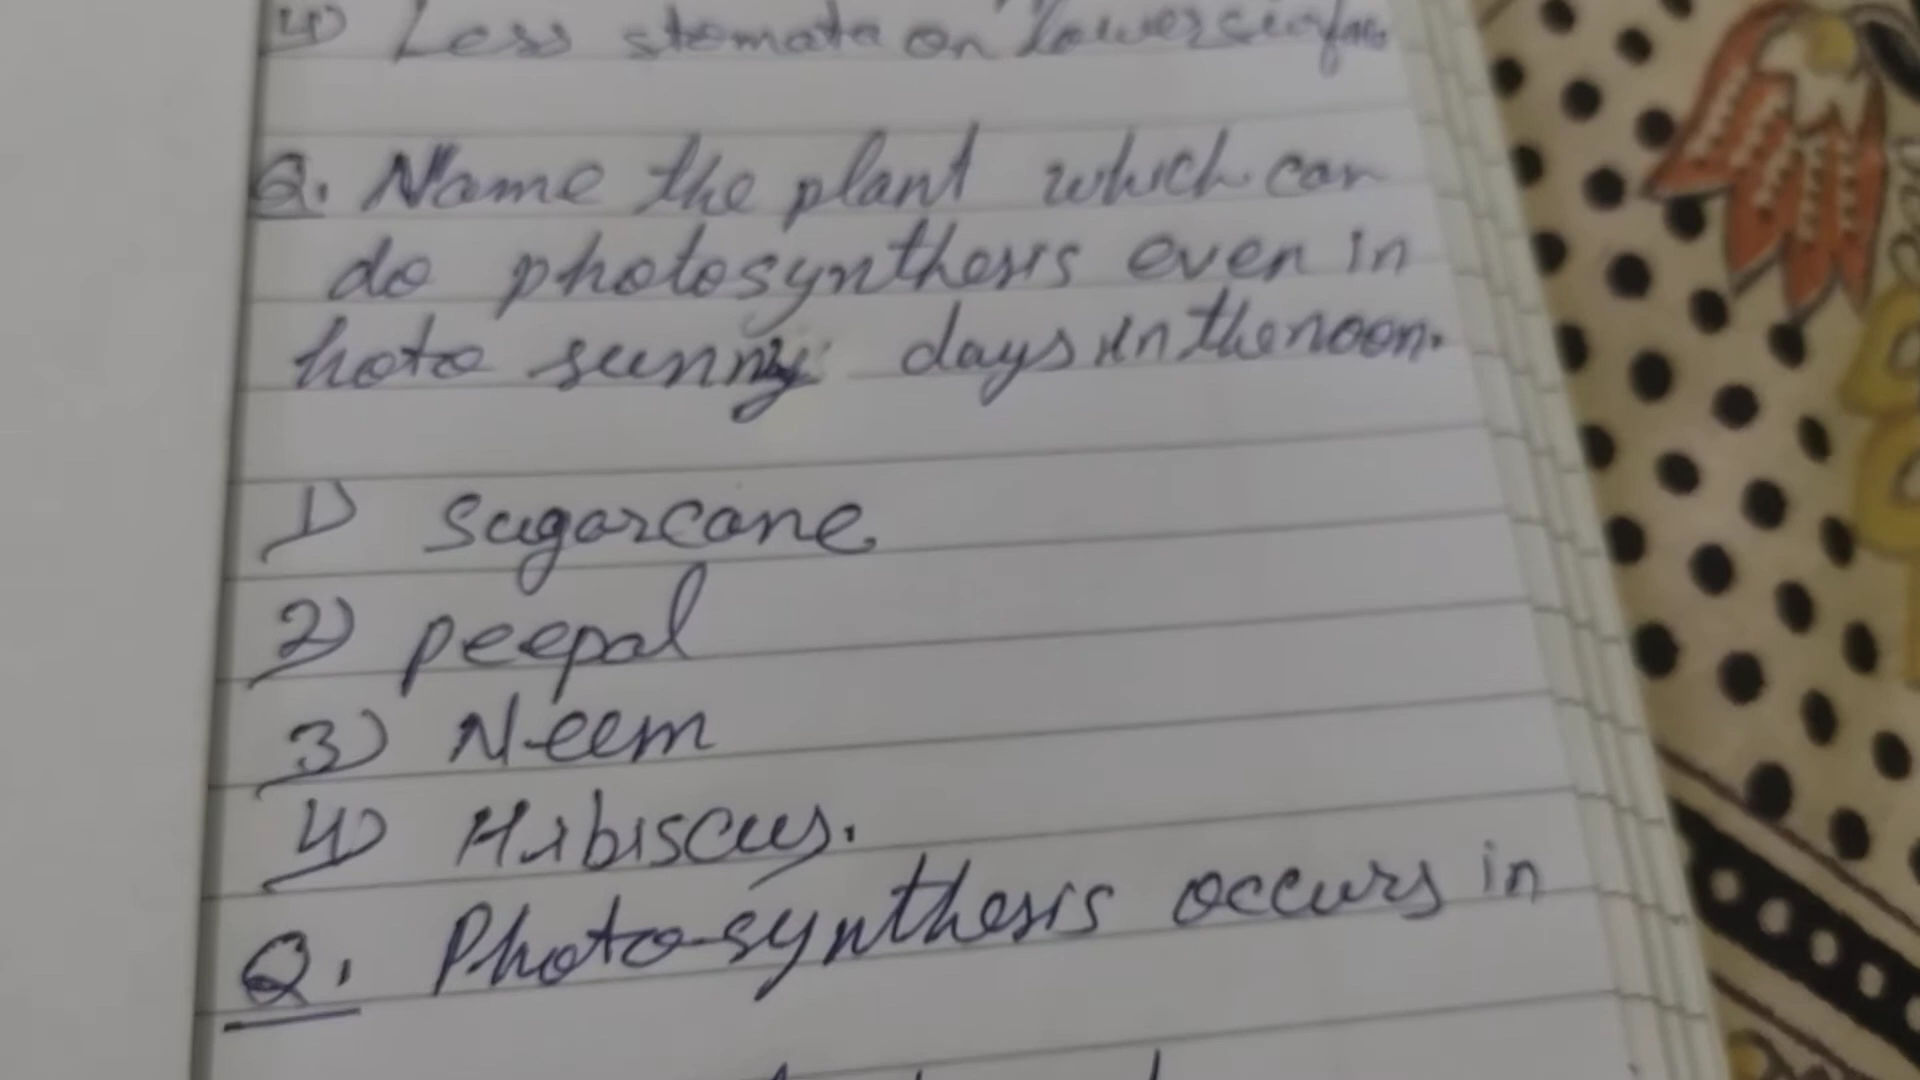 4) Less stomata on lower surface
Q. Name the plant which can
do photosynthesis even in
hoto sunny days in the noon.
1) Sugarcane
2) peepal
3) Neem
4) Hibiscus.
Q. Photo-synthesis occurs in